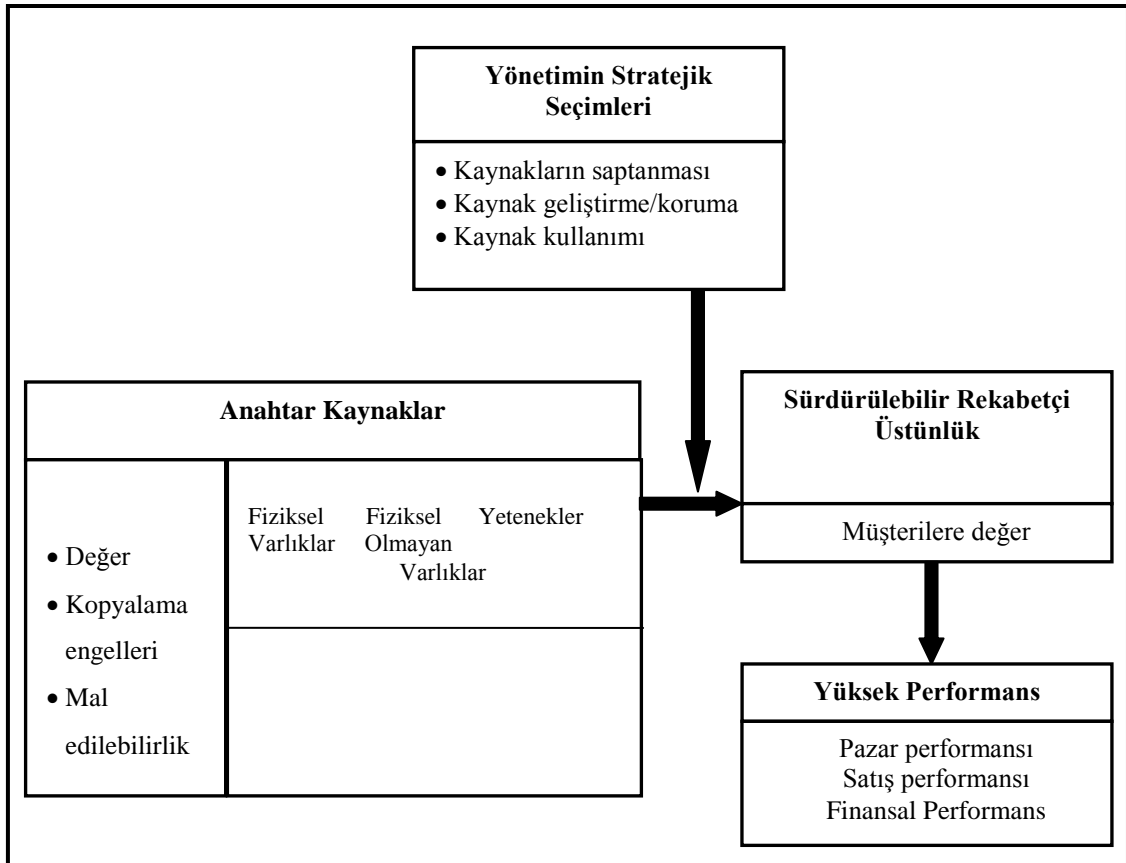 Yönetimin Stratejik
Seçimleri
• Kaynakların saptanması
• Kaynak geliştirme/koruma
• Kaynak kullanımı
Anahtar Kaynaklar
• Değer
• Kopyalama
engelleri
• Mal
edilebilirlik
Fiziksel Fiziksel Yetenekler
Varlıklar Olmayan
Varlıklar
Sürdürülebilir Rekabetçi
Üstünlük
Müşterilere değer
Yüksek Performans
Pazar performansı
Satış performansı
Finansal Performans